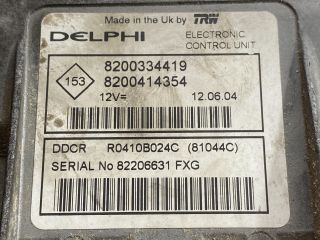 Made in the Uk by TRW
DELPHI ELECTRONIC CONTROL UNIT
153
8200334419
8200414354
12V= 12.06.04
DDCR R0410B024C (81044C)
SERIAL No 82206631 FXG